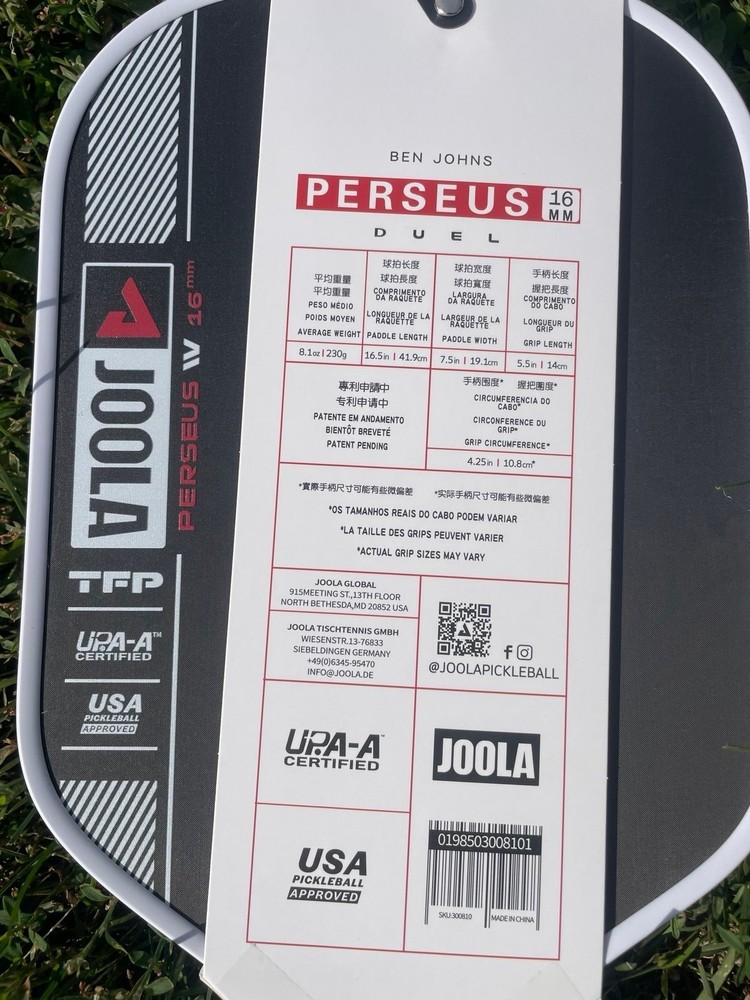 BEN JOHNS
PERSEUS 16 MM
DUEL
平均重量
平均重量
PESO MÉDIO
POIDS MOYEN
AVERAGE WEIGHT
球拍长度
球拍長度
COMPRIMENTO
DA RAQUETE
LONGUEUR DE LA
RAQUETTE
PADDLE LENGTH
球拍宽度
球拍寬度
LARGURA
DA RAQUETE
LARGEUR DE LA
RAQUETTE
PADDLE WIDTH
手柄长度
握把長度
COMPRIMENTO
DO CABO
LONGUEUR DU
GRIP
GRIP LENGTH
8.1oz | 230g
16.5in | 41.9cm
7.5in | 19.1cm
5.5in | 14cm
專利申請中
专利申请中
PATENTE EM ANDAMENTO
BIENTÔT BREVETÉ
PATENT PENDING
手柄围度* 握把圍度*
CIRCUMFERENCIA DO
CABO*
CIRCONFERENCE DU
GRIP*
GRIP CIRCUMFERENCE*
4.25in | 10.8cm*
*實際手柄尺寸可能有些微偏差 *实际手柄尺寸可能有些微偏差
*OS TAMANHOS REAIS DO CABO PODEM VARIAR
*LA TAILLE DES GRIPS PEUVENT VARIER
*ACTUAL GRIP SIZES MAY VARY
JOOLA GLOBAL
915MEETING ST.,13TH FLOOR
NORTH BETHESDA,MD 20852 USA
JOOLA TISCHTENNIS GMBH
WIESENSTR.13-76833
SIEBELDINGEN GERMANY
+49(0)6345-95470
INFO@JOOLA.DE
@JOOLAPICKLEBALL
UPA-A™
CERTIFIED
JOOLA
USA
PICKLEBALL
APPROVED
0198503008101
SKU:300810
MADE IN CHINA
JOOLA
PERSEUS W 16mm
TFP
UPA-A™
CERTIFIED
USA
PICKLEBALL
APPROVED